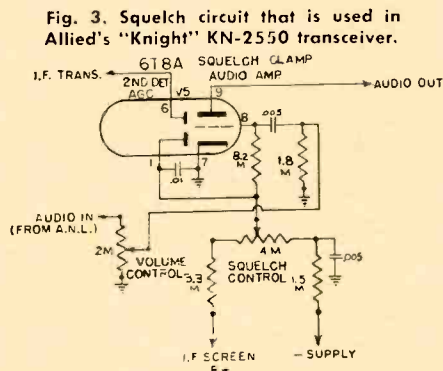 Fig. 3. Squelch circuit that is used in
Allied's "Knight" KN-2550 transceiver.
6T8A
SQUELCH CLAMP
I.F. TRANS.
2ND DET.
AUDIO AMP
AGC
V5
9
AUDIO OUT
6
8
.005
1
.01
7
8.2
M
1.8
M
AUDIO IN
(FROM A.N.L.)
2M
VOLUME
CONTROL
4 M
SQUELCH
CONTROL
3.3
M
1.5
M
.005
I.F SCREEN
– SUPPLY